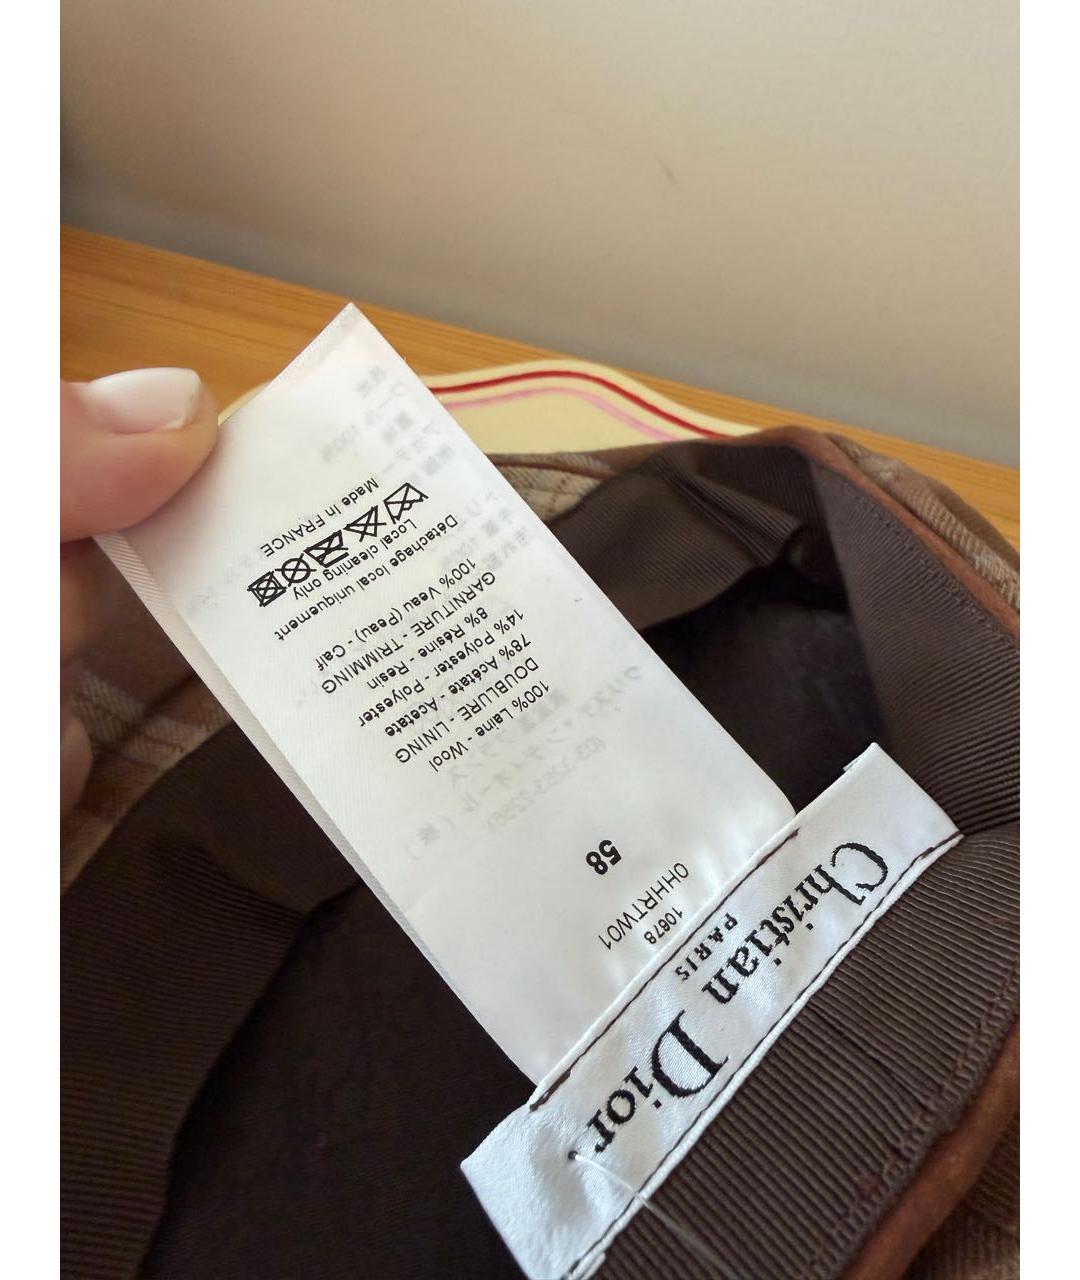 Christian Dior
PARIS
10678
0HHRTW01
58
100% Laine - Wool
DOUBLURE - LINING
78% Acétate - Acetate
14% Polyester - Polyester
8% Résine - Resin
GARNITURE - TRIMMING
100% Veau (Peau) - Calf
Détachage local uniquement
Local cleaning only
Made in FRANCE